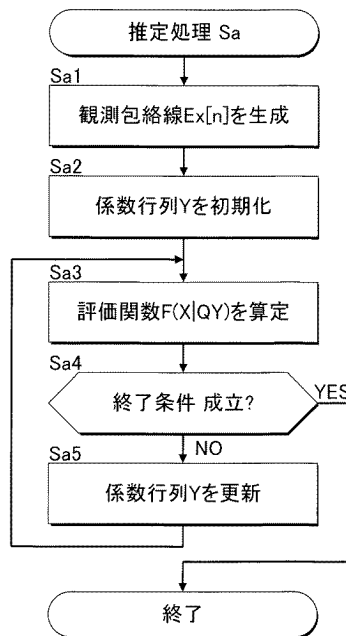 推定処理 Sa
Sa1
観測包絡線Ex[n]を生成
Sa2
係数行列Yを初期化
Sa3
評価関数F(X|QY)を算定
Sa4
終了条件 成立?
YES
NO
Sa5
係数行列Yを更新
終了